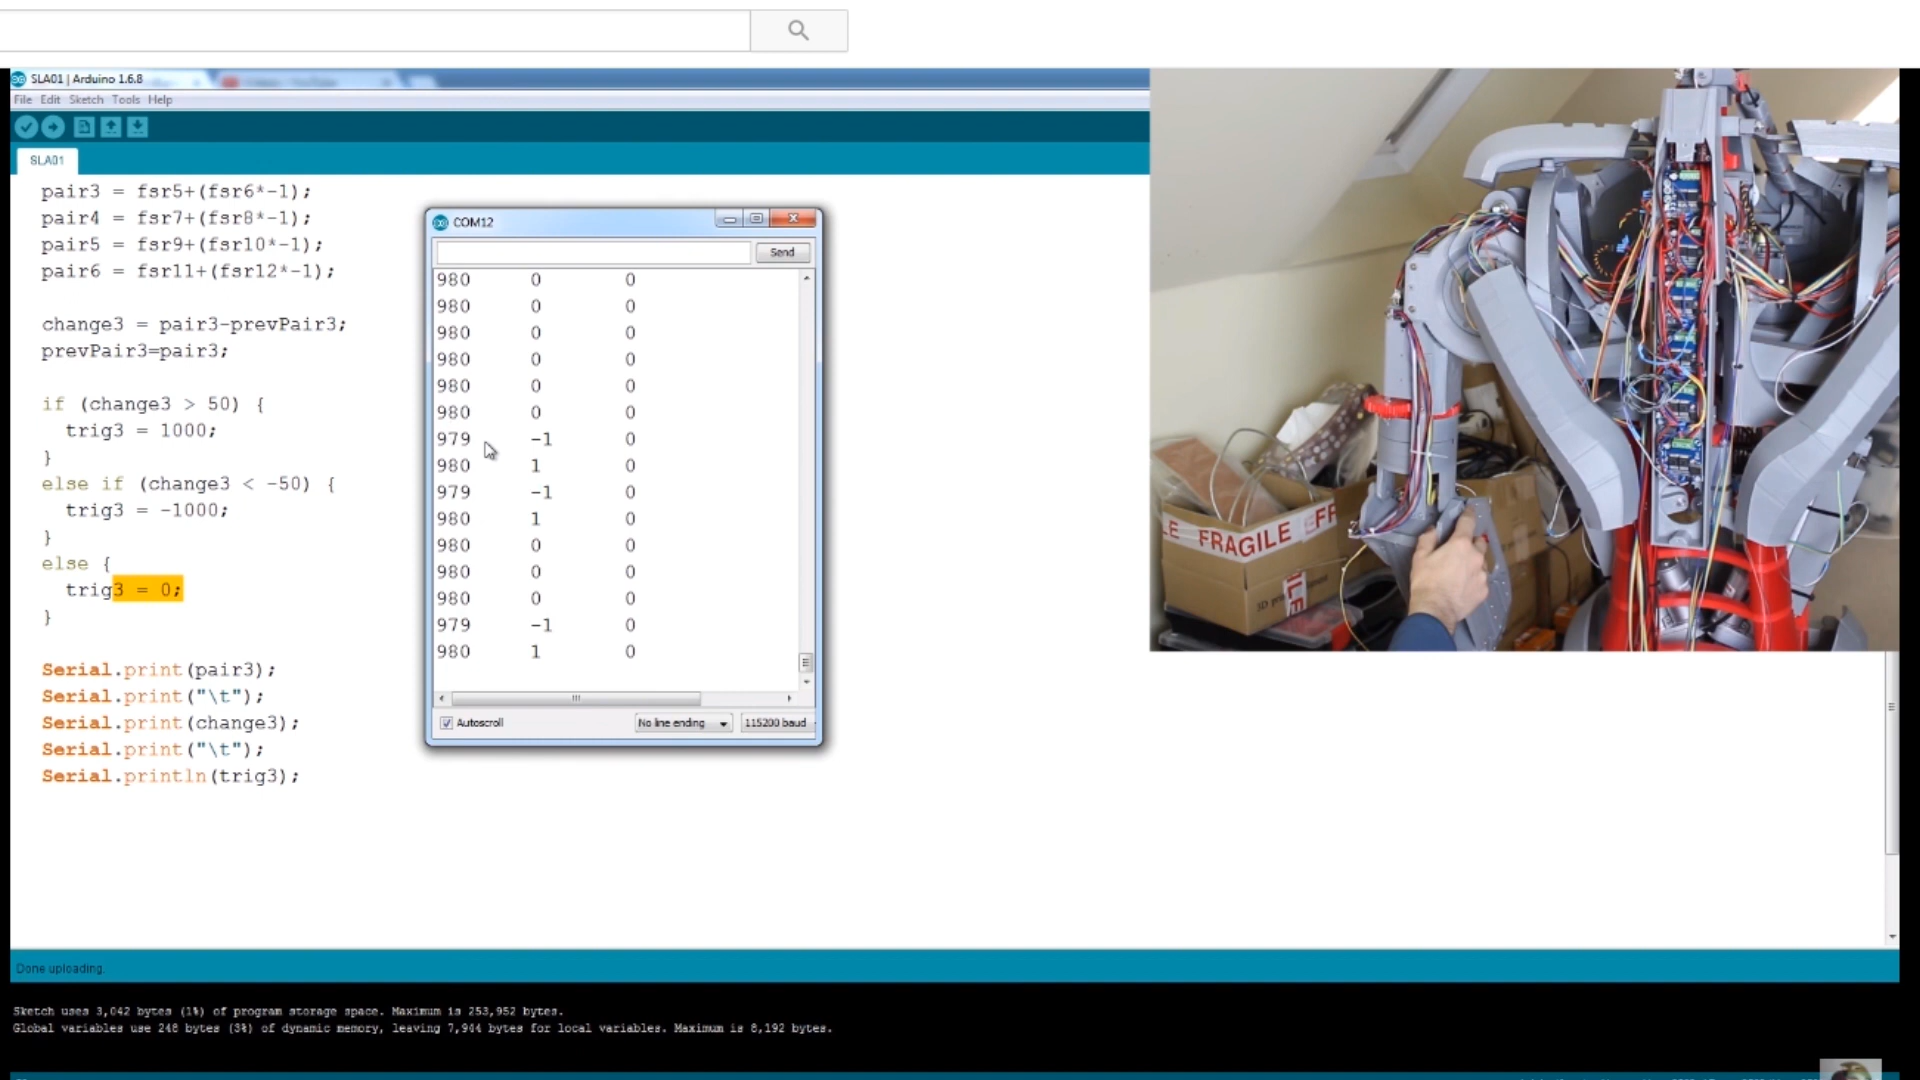 SLA01 | Arduino 1.6.8
File Edit Sketch Tools Help
SLA01
pair3 = fsr5+(fsr6*-1);
pair4 = fsr7+(fsr8*-1);
pair5 = fsr9+(fsr10*-1);
pair6 = fsr11+(fsr12*-1);
change3 = pair3-prevPair3;
prevPair3=pair3;
if (change3 > 50) {
trig3 = 1000;
}
else if (change3 < -50) {
trig3 = -1000;
}
else {
trig3 = 0;
}
Serial.print(pair3);
Serial.print("\t");
Serial.print(change3);
Serial.print("\t");
Serial.println(trig3);
COM12
Send
980 0 0
980 0 0
980 0 0
980 0 0
980 0 0
980 0 0
979 -1 0
980 1 0
979 -1 0
980 1 0
980 0 0
980 0 0
980 0 0
979 -1 0
980 1 0
Autoscroll
No line ending
115200 baud
FRAGILE
Done uploading.
Sketch uses 3,042 bytes (1%) of program storage space. Maximum is 253,952 bytes.
Global variables use 248 bytes (3%) of dynamic memory, leaving 7,944 bytes for local variables. Maximum is 8,192 bytes.